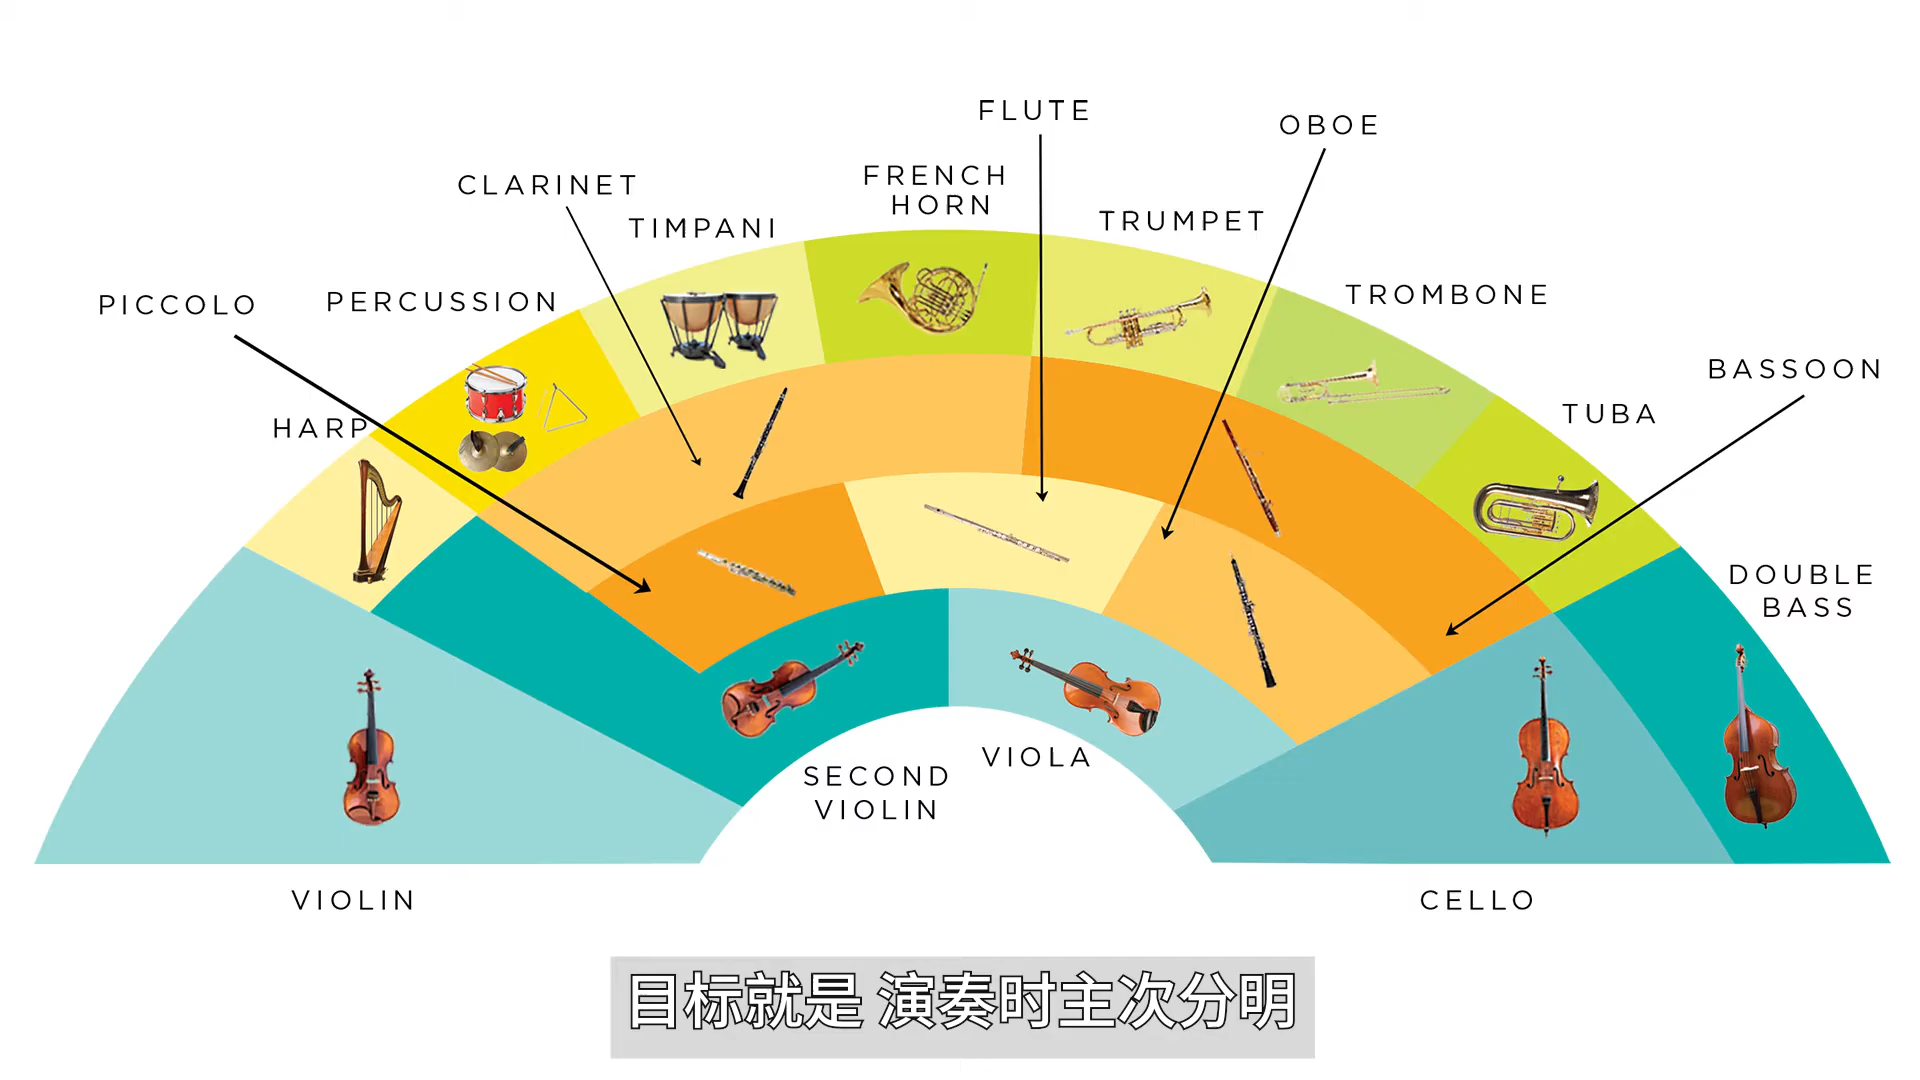 FLUTE
OBOE
FRENCH
HORN
CLARINET
TIMPANI
TRUMPET
PICCOLO
PERCUSSION
TROMBONE
BASSOON
HARP
TUBA
DOUBLE
BASS
SECOND
VIOLIN
VIOLA
VIOLIN
CELLO
目标就是 演奏时主次分明